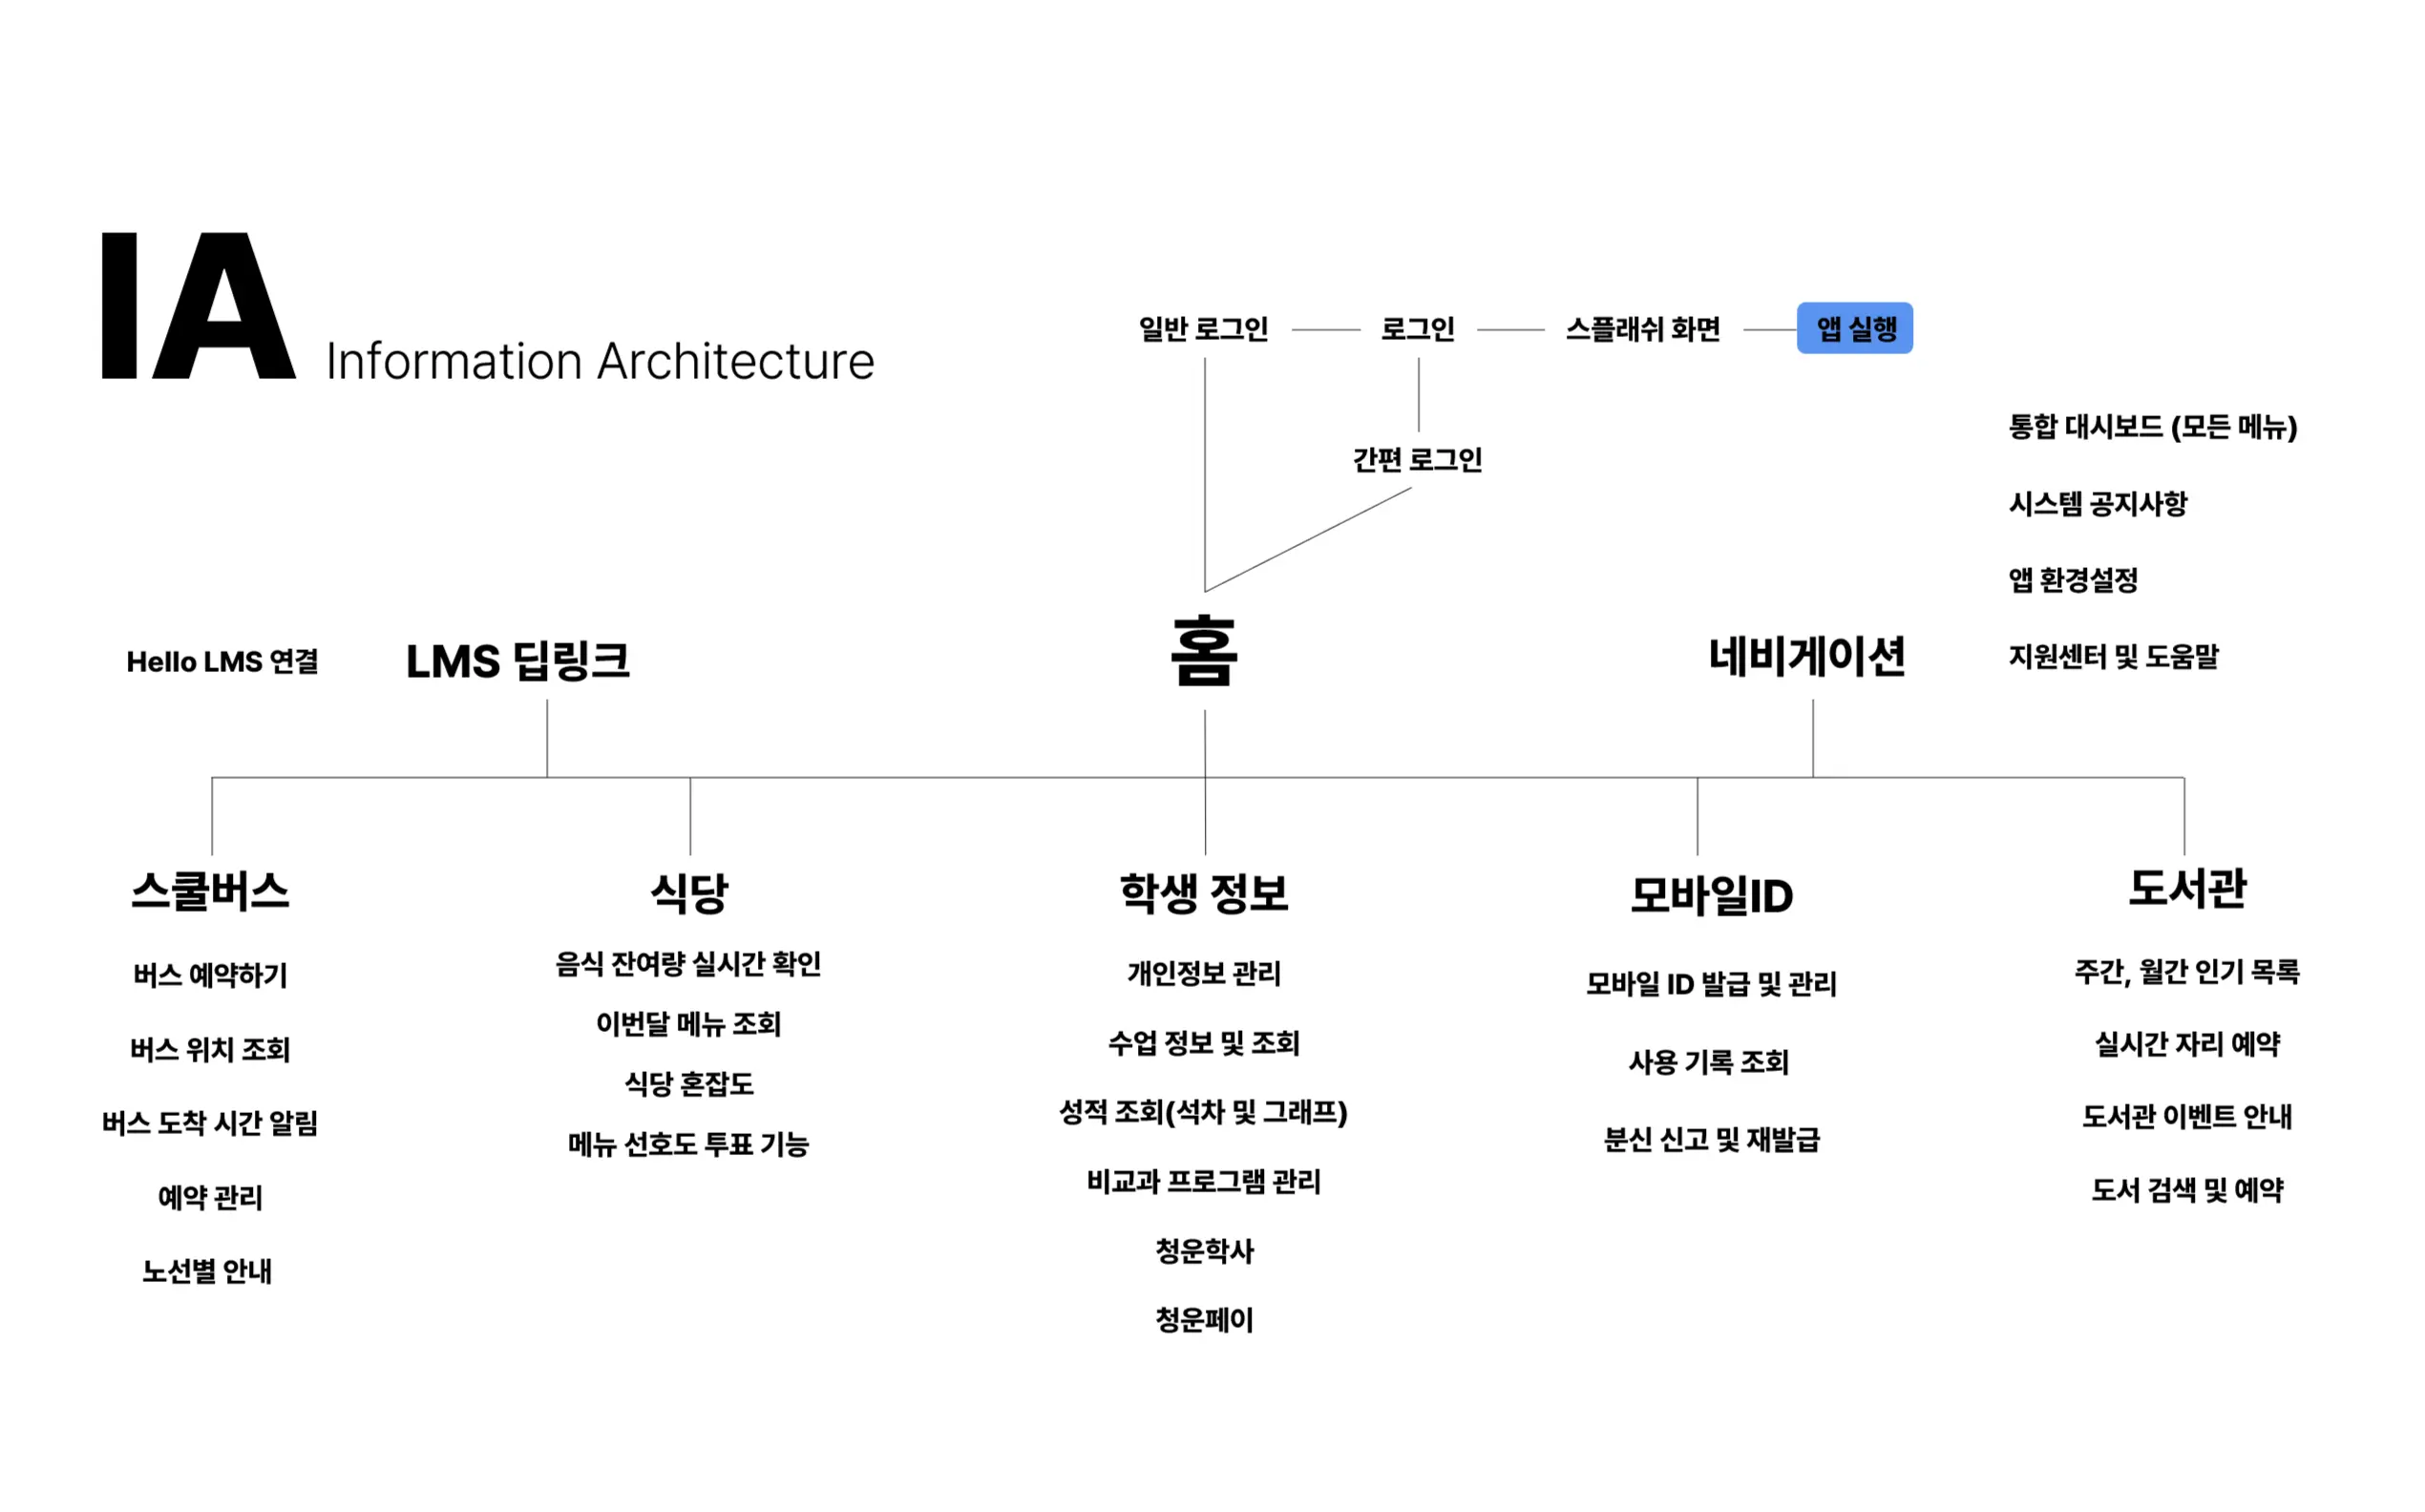 IA Information Architecture
일반 로그인
로그인
스플래쉬 화면
앱 실행
간편 로그인
통합 대시보드 (모든 메뉴)
시스템 공지사항
앱 환경설정
지원센터 및 도움말
Hello LMS 연결
LMS 딥링크
홈
네비게이션
스쿨버스
버스 예약하기
버스 위치 조회
버스 도착 시간 알림
예약 관리
노선별 안내
식당
음식 잔여량 실시간 확인
이번달 메뉴 조회
식당 혼잡도
메뉴 선호도 투표 기능
학생 정보
개인정보 관리
수업 정보 및 조회
성적 조회(석차 및 그래프)
비교과 프로그램 관리
청운학사
청운페이
모바일ID
모바일 ID 발급 및 관리
사용 기록 조회
분신 신고 및 재발급
도서관
주간, 월간 인기 목록
실시간 자리 예약
도서관 이벤트 안내
도서 검색 및 예약